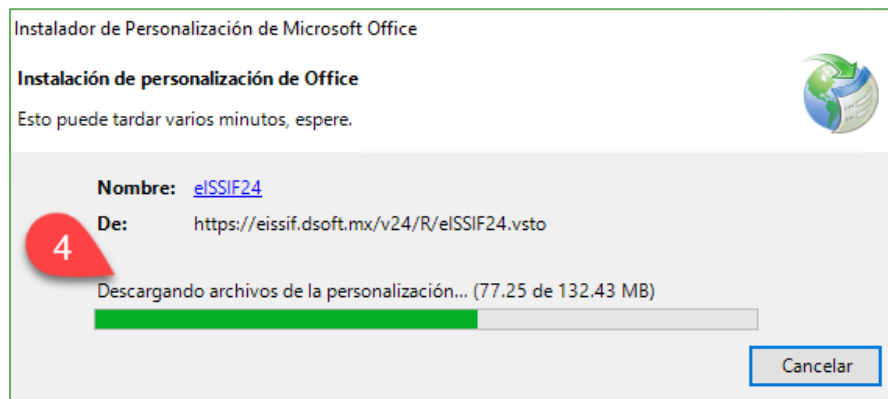 Instalador de Personalización de Microsoft Office
Instalación de personalización de Office
Esto puede tardar varios minutos, espere.
Nombre: eISSIF24
De: https://eissif.dsoft.mx/v24/R/eISSIF24.vsto
4
Descargando archivos de la personalización... (77.25 de 132.43 MB)
Cancelar